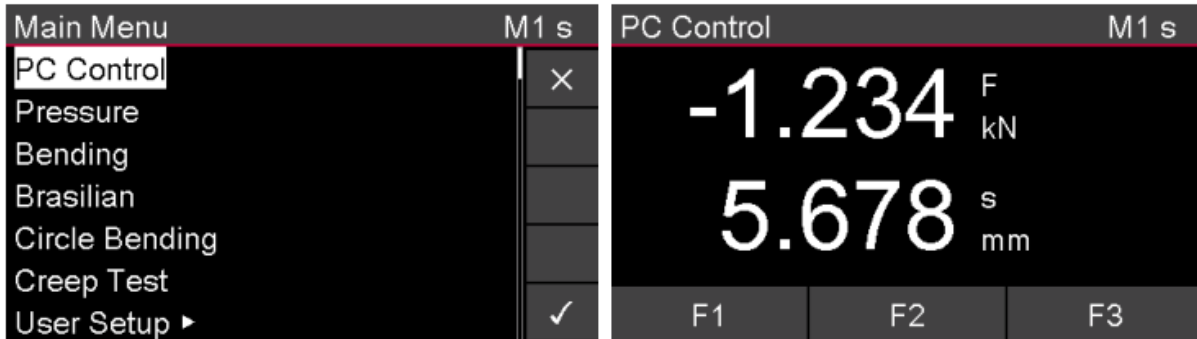 Main Menu M1 s
PC Control
Pressure
Bending
Brasilian
Circle Bending
Creep Test
User Setup ►
PC Control M1 s
-1.234 F kN
5.678 s mm
F1 F2 F3